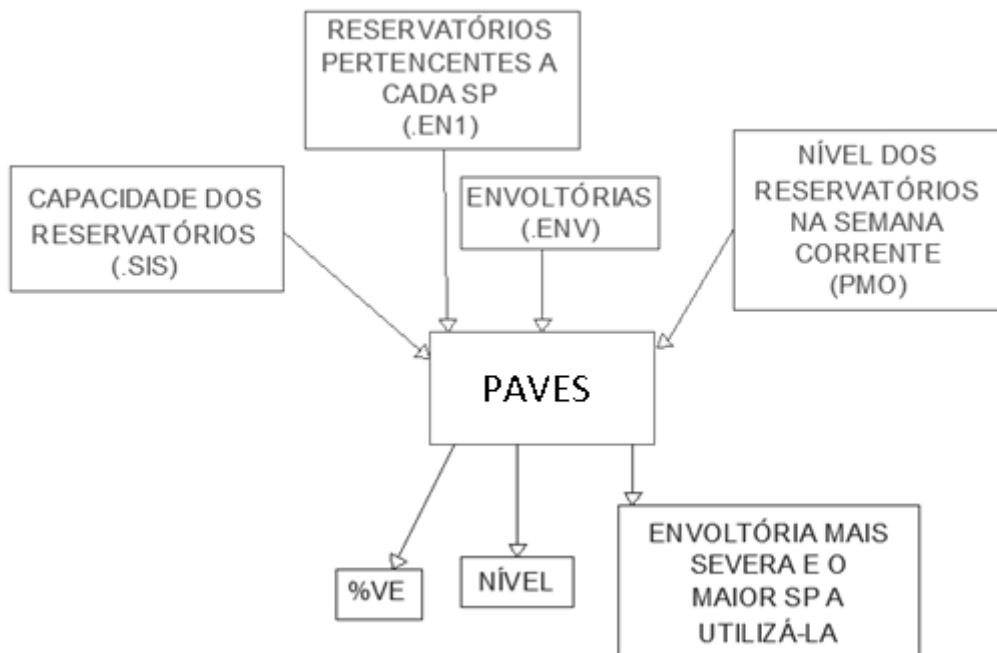 RESERVATÓRIOS
PERTENCENTES A
CADA SP
(.EN1)
CAPACIDADE DOS
RESERVATÓRIOS
(.SIS)
ENVOLTÓRIAS
(.ENV)
NÍVEL DOS
RESERVATÓRIOS
NA SEMANA
CORRENTE
(PMO)
PAVES
%VE
NÍVEL
ENVOLTÓRIA MAIS
SEVERA E O
MAIOR SP A
UTILIZÁ-LA